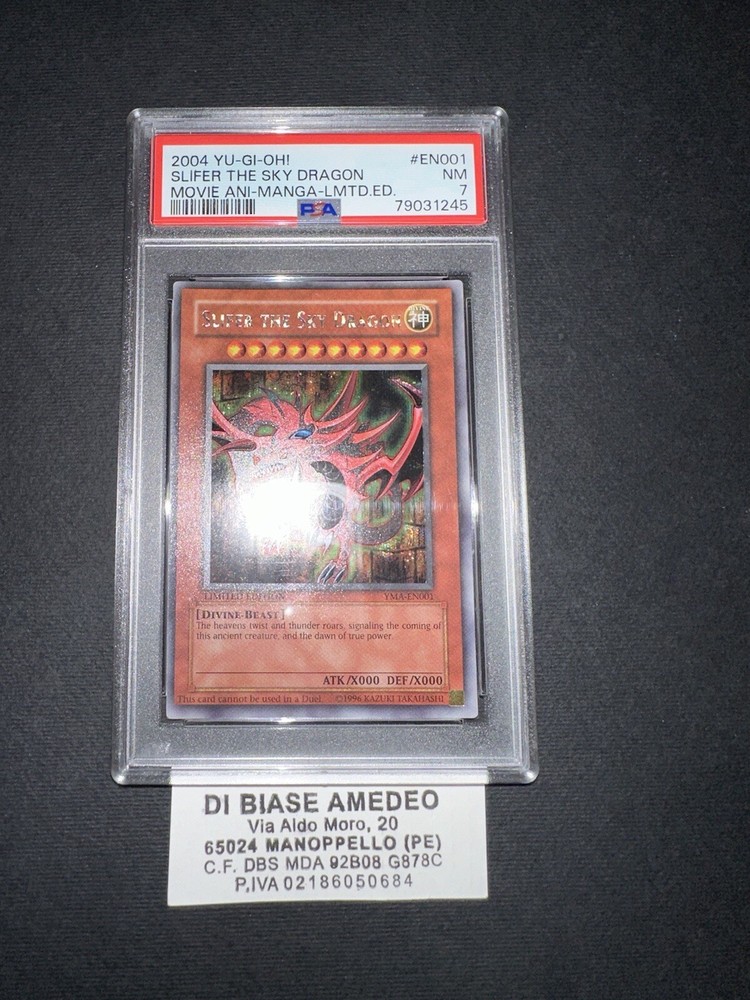 2004 YU-GI-OH! #EN001
SLIFER THE SKY DRAGON NM
MOVIE ANI-MANGA-LMTD.ED. 7
PSA 79031245
SLIFER THE SKY DRAGON 神
LIMITED EDITION YMA-EN001
[DIVINE-BEAST]
The heavens twist and thunder roars, signaling the coming of
this ancient creature, and the dawn of true power.
ATK/X000 DEF/X000
This card cannot be used in a Duel. ©1996 KAZUKI TAKAHASHI
DI BIASE AMEDEO
Via Aldo Moro, 20
65024 MANOPPELLO (PE)
C.F. DBS MDA 92B08 G878C
P,IVA 02186050684